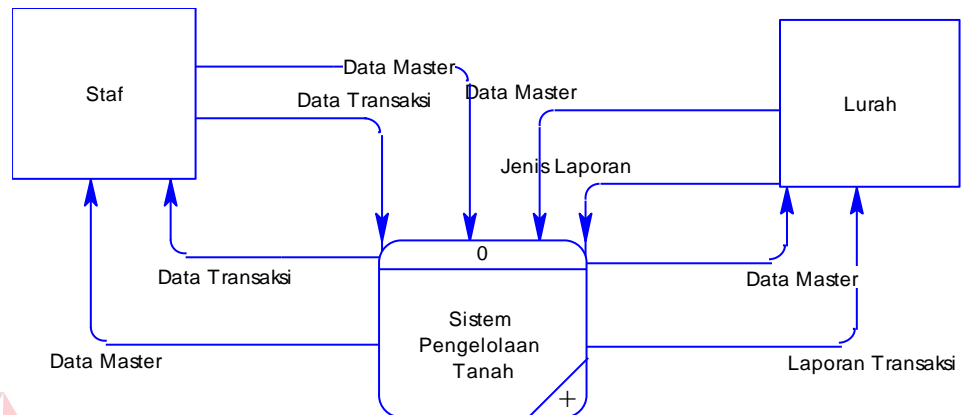 Staf
Data Master
Data Transaksi
Data Master
Lurah
Jenis Laporan
0
Data Transaksi
Data Master
Sistem
Pengelolaan
Tanah
Data Master
Laporan Transaksi
+